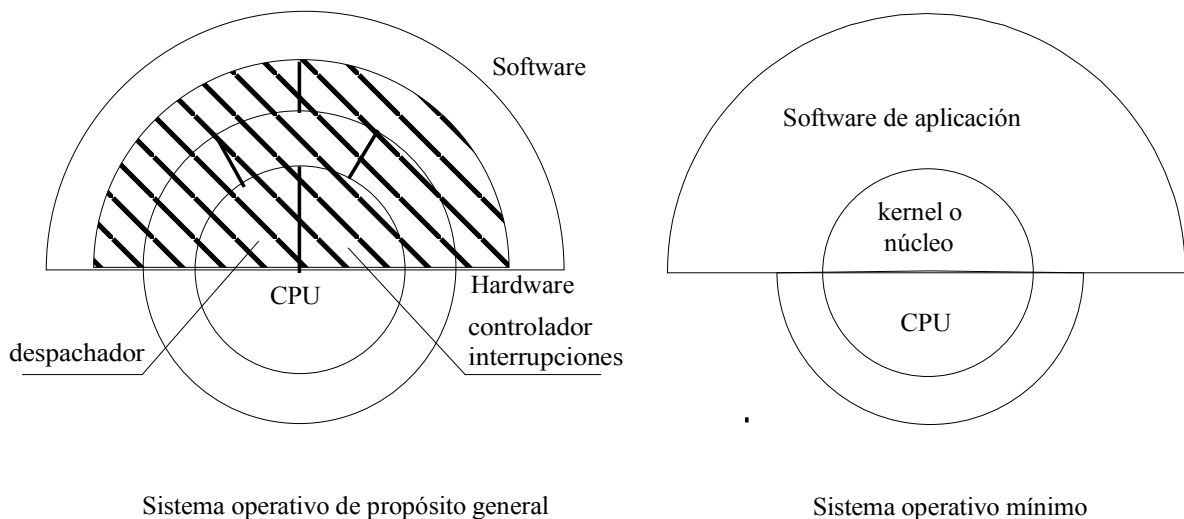 Software
Software de aplicación
kernel o
núcleo
CPU
Hardware
CPU
despachador
controlador
interrupciones
Sistema operativo de propósito general
Sistema operativo mínimo